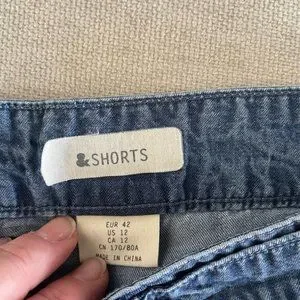 &SHORTS
EUR 42
US 12
CA 12
CN 170/80A
MADE IN CHINA